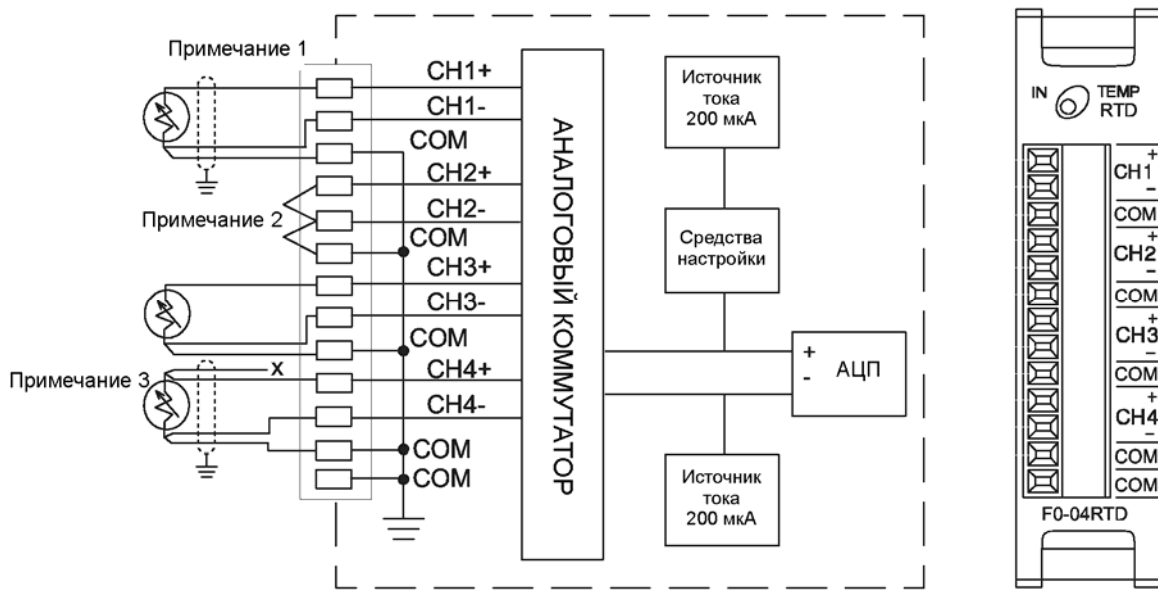 Примечание 1
CH1+
CH1-
COM
CH2+
Примечание 2
CH2-
COM
CH3+
CH3-
COM
Примечание 3
x
CH4+
CH4-
COM
COM
АНАЛОГОВЫЙ КОММУТАТОР
Источник
тока
200 мкА
Средства
настройки
+
-
АЦП
Источник
тока
200 мкА
IN
TEMP
RTD
+
CH1
−
COM
+
CH2
−
COM
+
CH3
−
COM
+
CH4
−
COM
COM
F0-04RTD